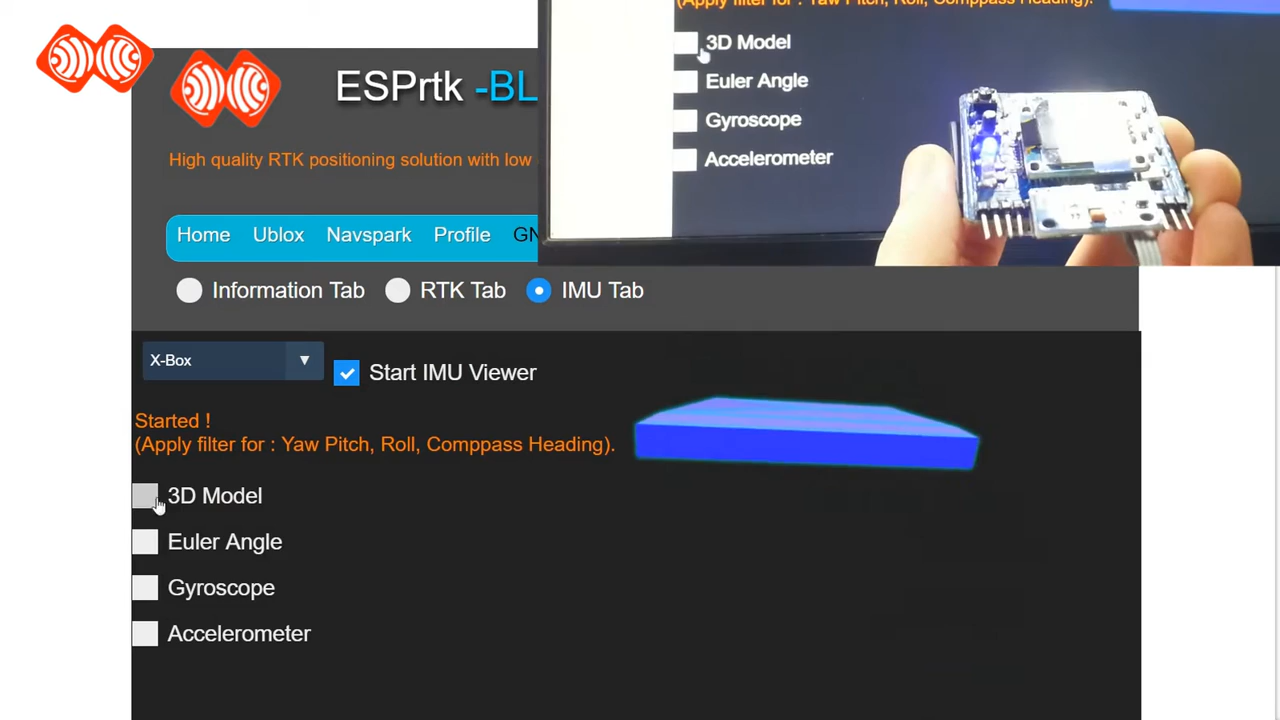 (Apply filter for : Yaw Pitch, Roll, Comppass Heading).
3D Model
Euler Angle
Gyroscope
Accelerometer
ESPrtk -BL
High quality RTK positioning solution with low
Home Ublox Navspark Profile GN
Information Tab RTK Tab IMU Tab
X-Box
Start IMU Viewer
Started !
(Apply filter for : Yaw Pitch, Roll, Comppass Heading).
3D Model
Euler Angle
Gyroscope
Accelerometer